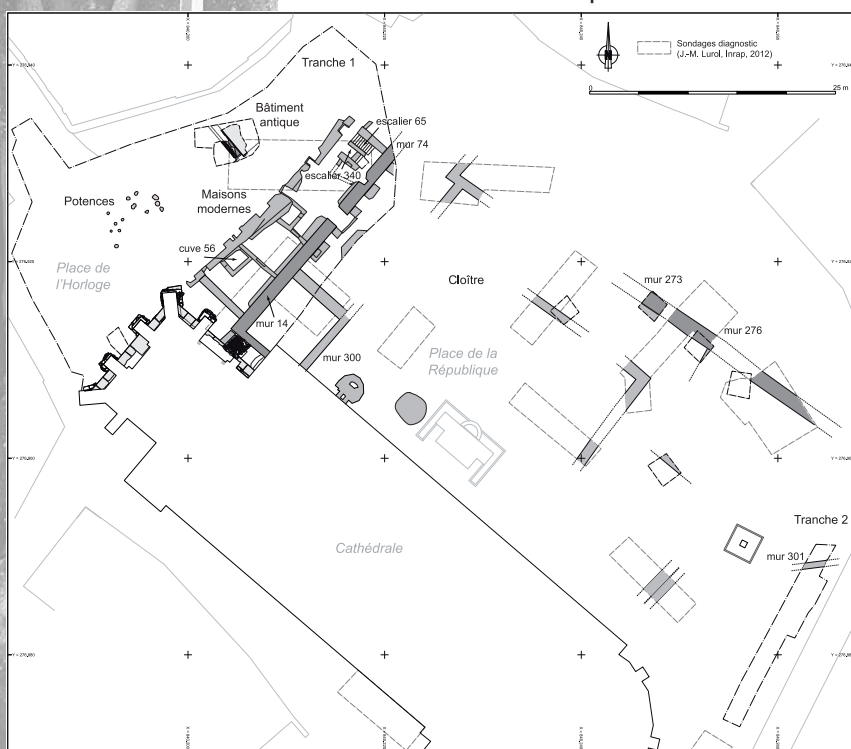 Sondages diagnostic
(J.-M. Lurol, Inrap, 2012)
0
25 m
Tranche 1
Bâtiment
antique
escalier 65
mur 74
escalier 340
Potences
Maisons
modernes
cuve 56
Place de
l'Horloge
Cloître
mur 273
mur 14
mur 276
mur 300
Place de la
République
Tranche 2
Cathédrale
mur 301